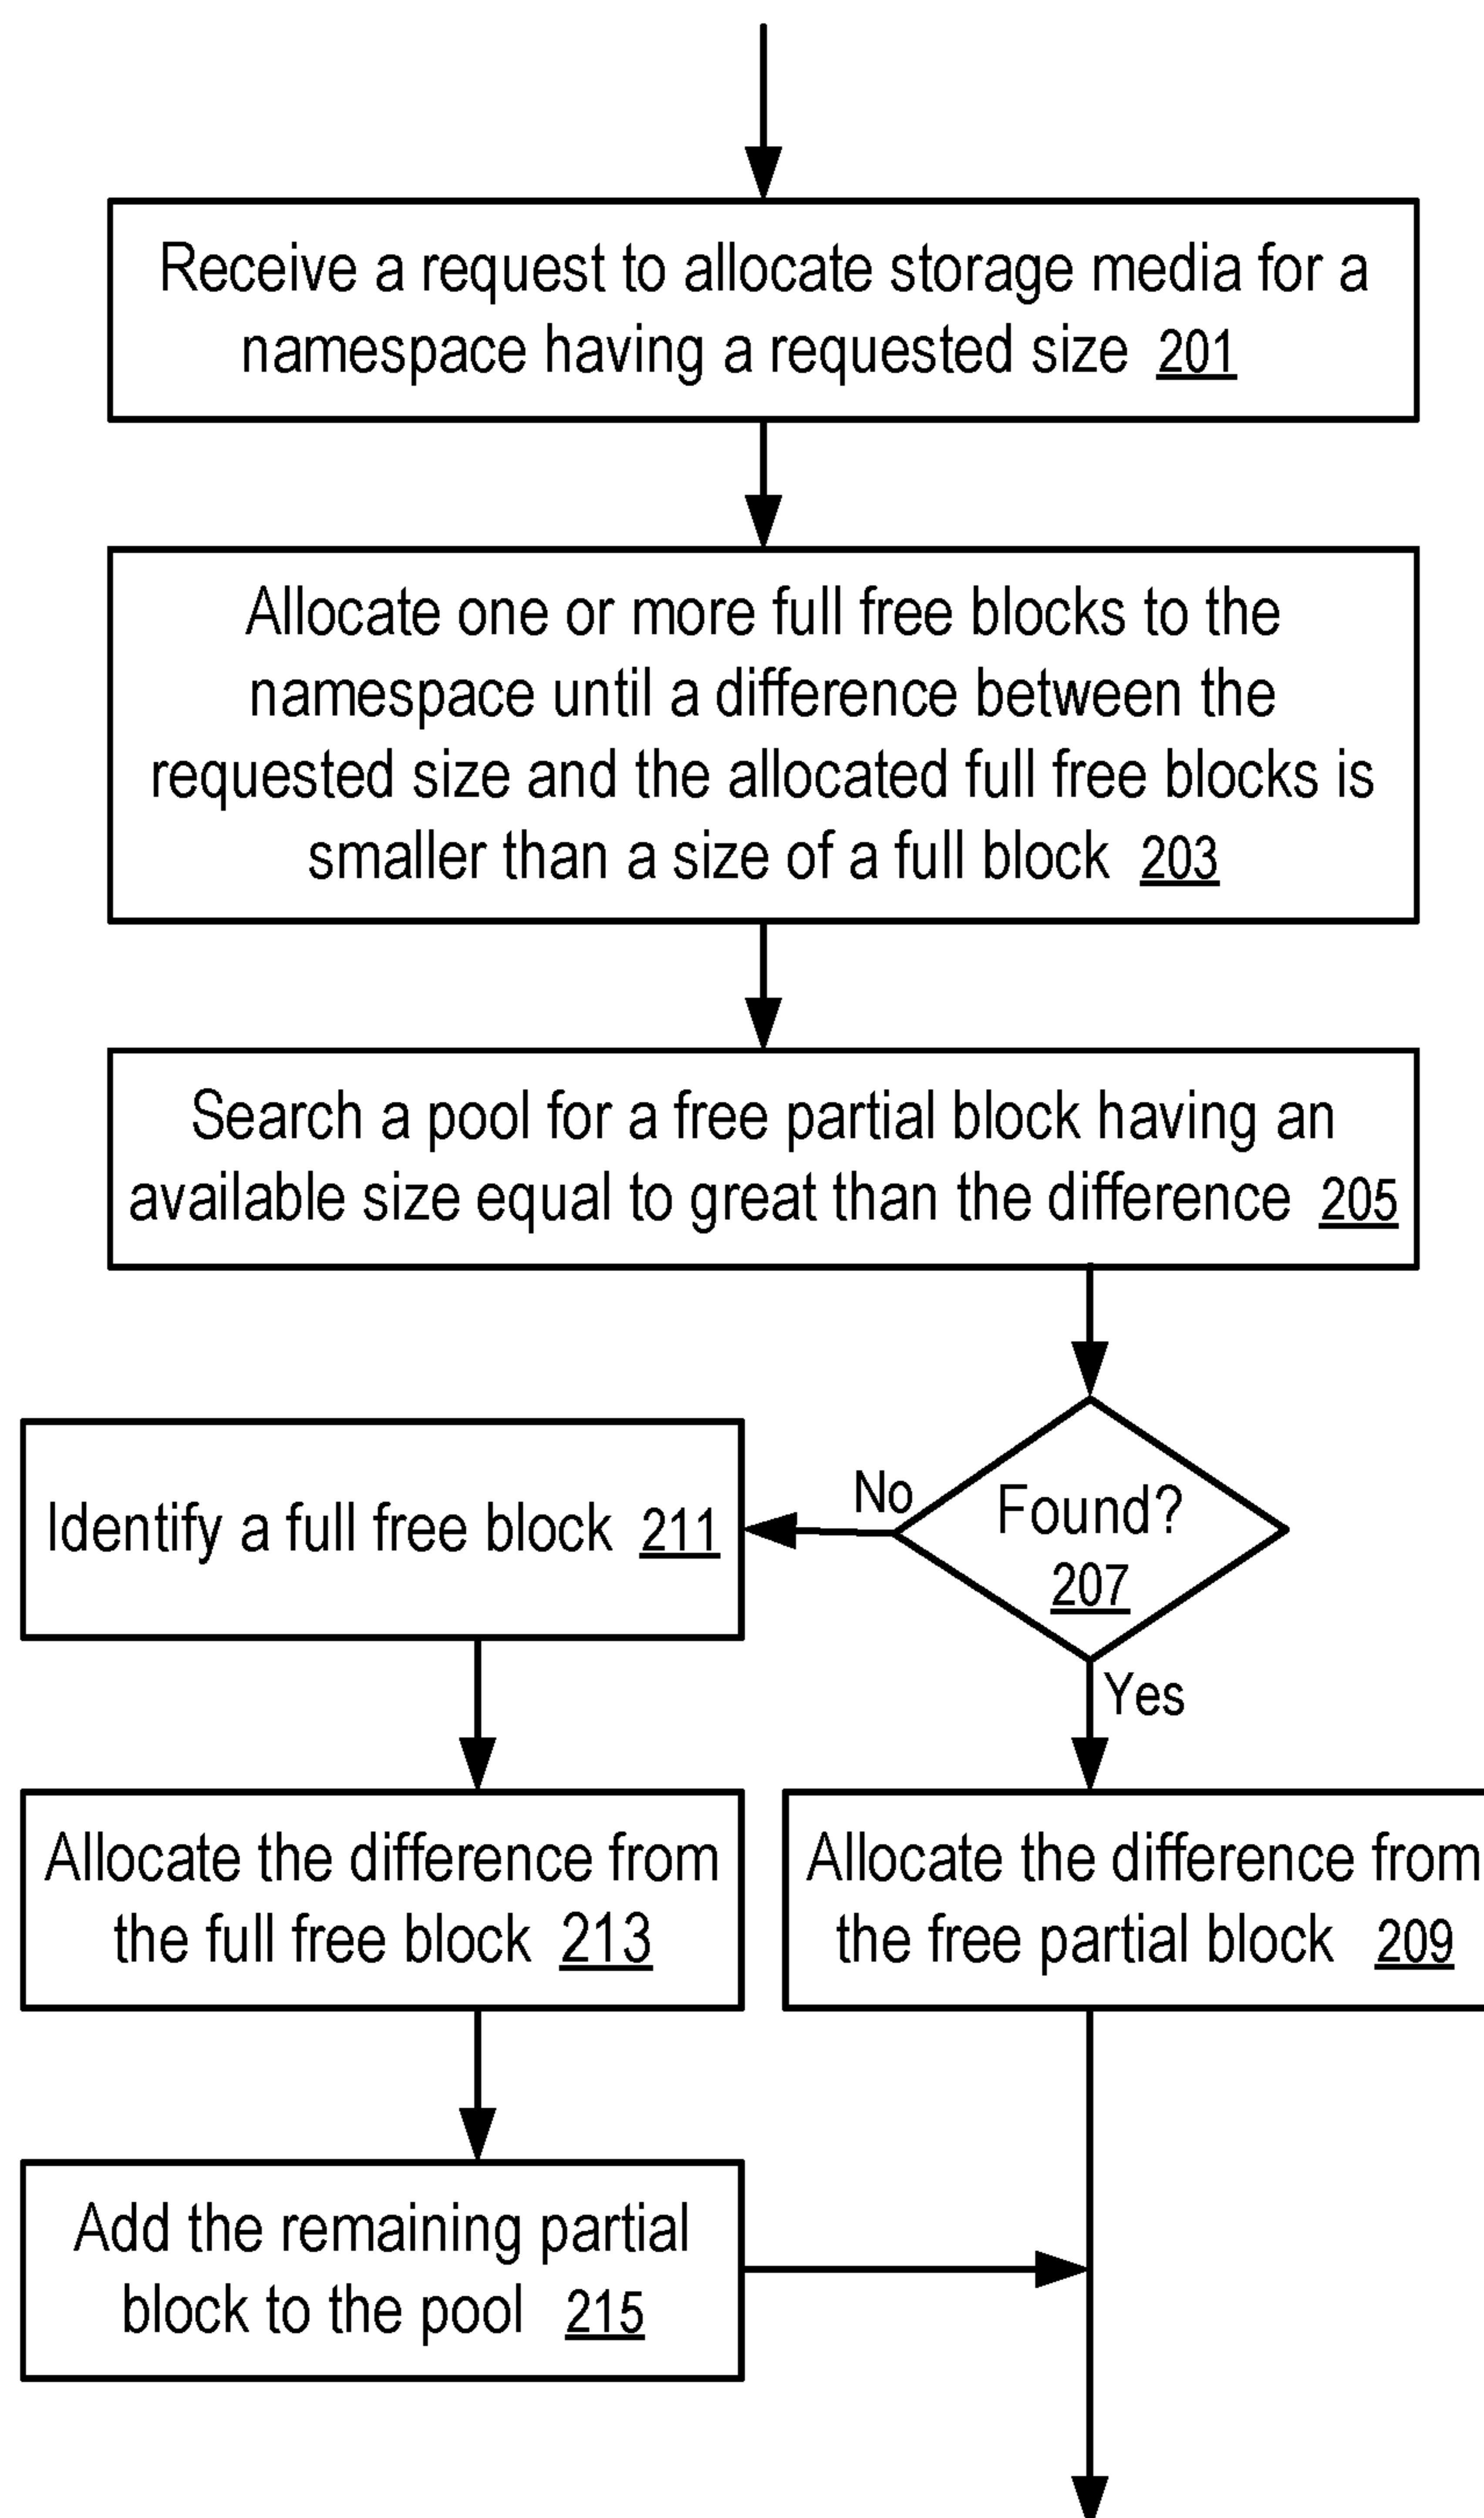 Receive a request to allocate storage media for a
namespace having a requested size 201
Allocate one or more full free blocks to the
namespace until a difference between the
requested size and the allocated full free blocks is
smaller than a size of a full block 203
Search a pool for a free partial block having an
available size equal to great than the difference 205
No
Found?
207
Identify a full free block 211
Yes
Allocate the difference from
the full free block 213
Allocate the difference from
the free partial block 209
Add the remaining partial
block to the pool 215